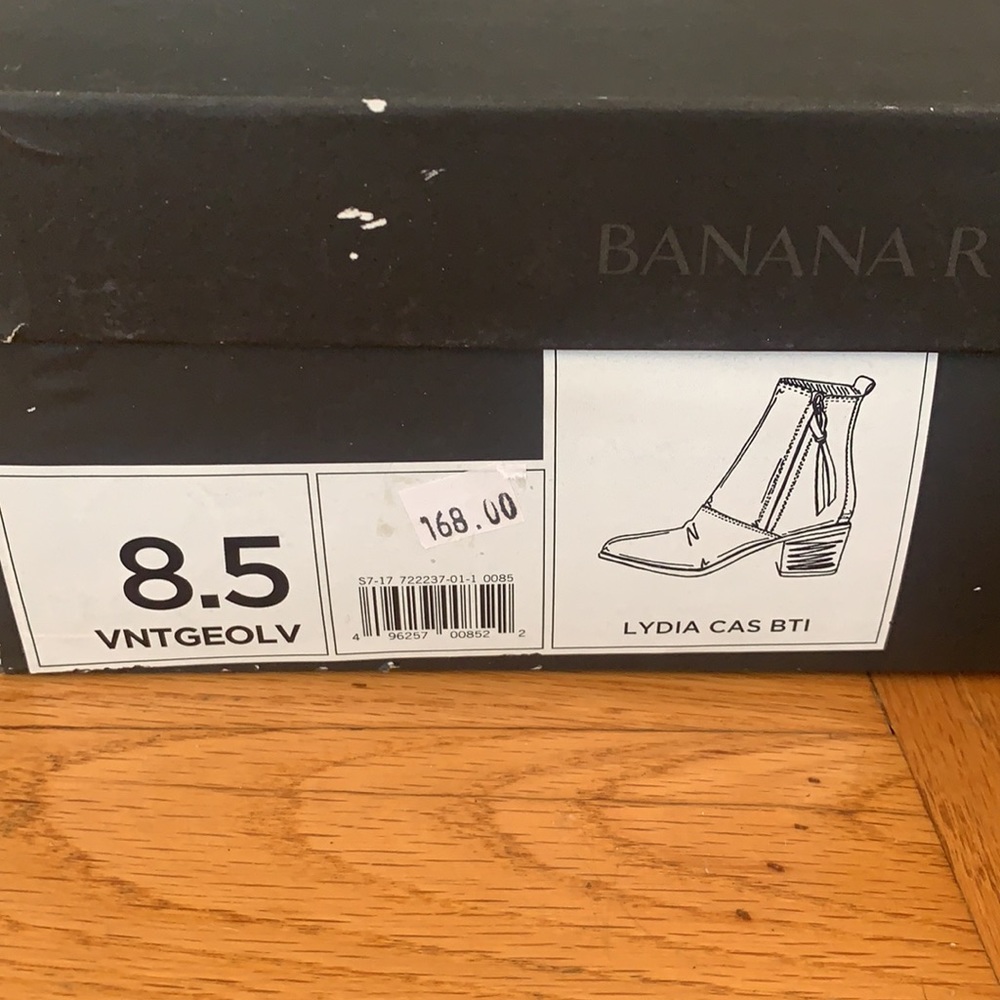 BANANA R
168.00
8.5
VNTGEOLV
S7-17 722237-01-1 0085
4 96257 00852 2
LYDIA CAS BTI